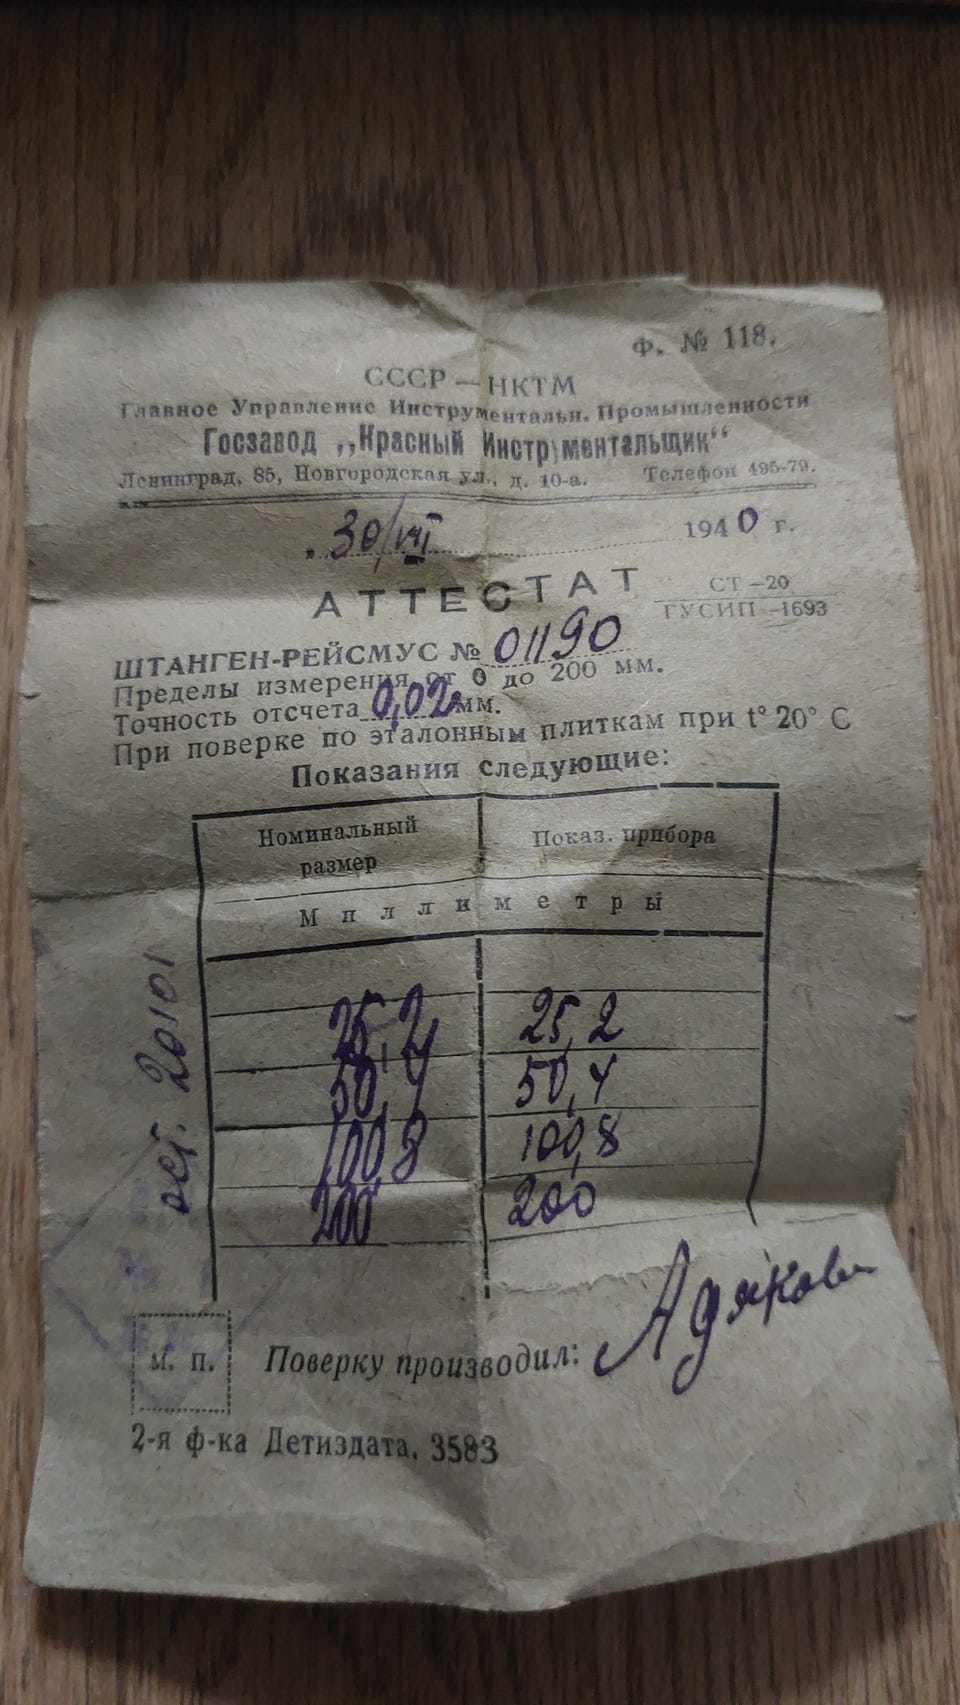 Ф. № 118.
СССР — НКТМ
Главное Управление Инструментальн. Промышленности
Госзавод „Красный Инструментальщик“
Ленинград, 85, Новгородская ул., д. 10-а. Телефон 495-79.
30/VII 1940 г.
АТТЕСТАТ
СТ -20
ГУСИП -1693
ШТАНГЕН-РЕЙСМУС № 01190
Пределы измерения от 0 до 200 мм.
Точность отсчета 0,02 мм.
При поверке по эталонным плиткам при t° 20° С
Показания следующие:
Номинальный размер Показ. прибора
Миллиметры
25,2 25,2
50,4 50,4
100,8 100,8
200 200
20101
М. П. Поверку производил:
2-я ф-ка Детиздата. 3583